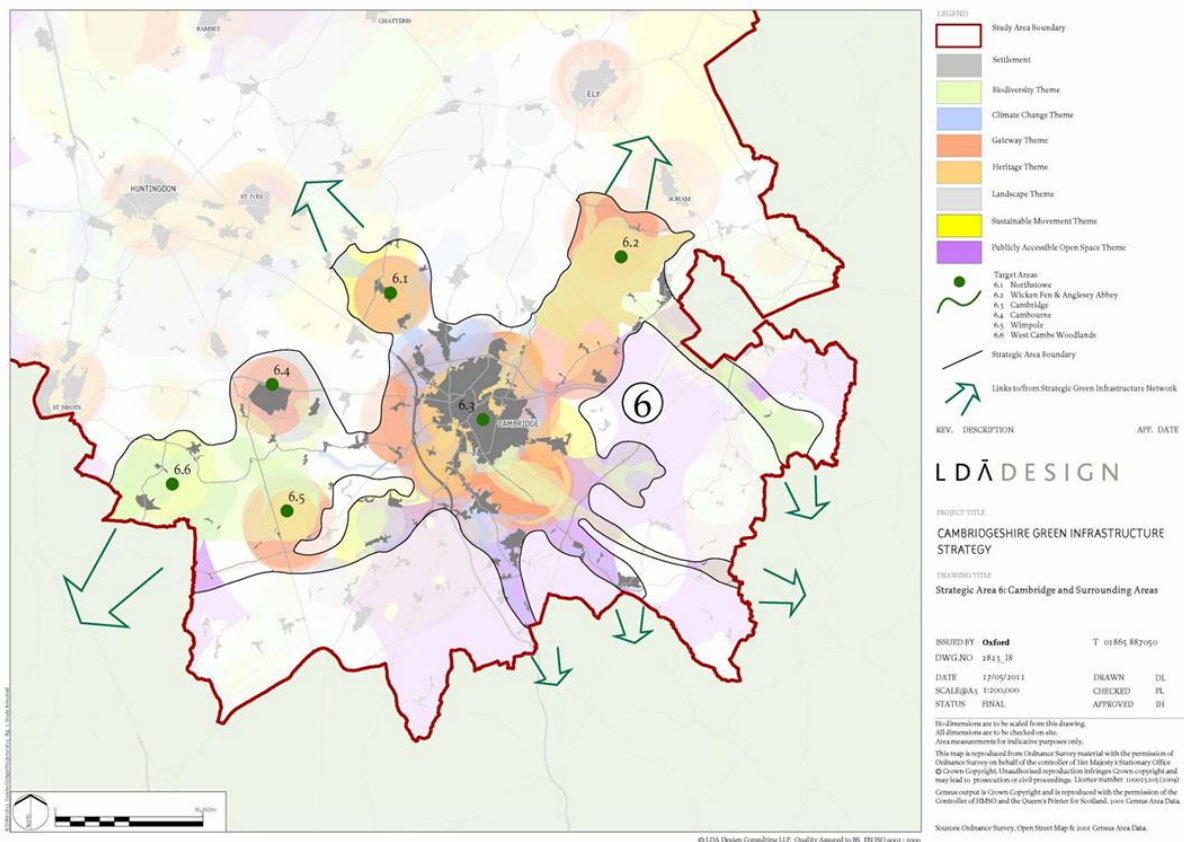 RAMSEY
CHATTERIS
ELY
HUNTINGDON
ST IVES
SOHAM
6.1
6.2
6.4
6.3
CAMBRIDGE
6
ST NEOTS
6.6
6.5
© LDA Design Consulting LLP. Quality Assured to BS EN ISO 9001 : 2000
LEGEND
Study Area Boundary
Settlement
Biodiversity Theme
Climate Change Theme
Gateway Theme
Heritage Theme
Landscape Theme
Sustainable Movement Theme
Publicly Accessible Open Space Theme
Target Areas
6.1 Northstowe
6.2 Wicken Fen & Anglesey Abbey
6.3 Cambridge
6.4 Cambourne
6.5 Wimpole
6.6 West Cambs Woodlands
Strategic Area Boundary
Links to/from Strategic Green Infrastructure Network
REV. DESCRIPTION APP. DATE
LDĀDESIGN
PROJECT TITLE
CAMBRIDGESHIRE GREEN INFRASTRUCTURE
STRATEGY
DRAWING TITLE
Strategic Area 6: Cambridge and Surrounding Areas
ISSUED BY Oxford T 01865 887050
DWG.NO 2823_18
DATE 17/05/2011 DRAWN DL
SCALE@A3 1:200,000 CHECKED PL
STATUS FINAL APPROVED IH
No dimensions are to be scaled from this drawing.
All dimensions are to be checked on site.
Area measurements for indicative purposes only.
This map is reproduced from Ordnance Survey material with the permission of
Ordnance Survey on behalf of the controller of Her Majesty's Stationary Office
© Crown Copyright. Unauthorised reproduction infringes Crown copyright and
may lead to prosecution or civil proceedings. Licence number 100023205 (2009)
Census output is Crown Copyright and is reproduced with the permission of the
Controller of HMSO and the Queen's Printer for Scotland. 2001 Census Area Data.
Sources: Ordnance Survey, Open Street Map & 2001 Census Area Data.